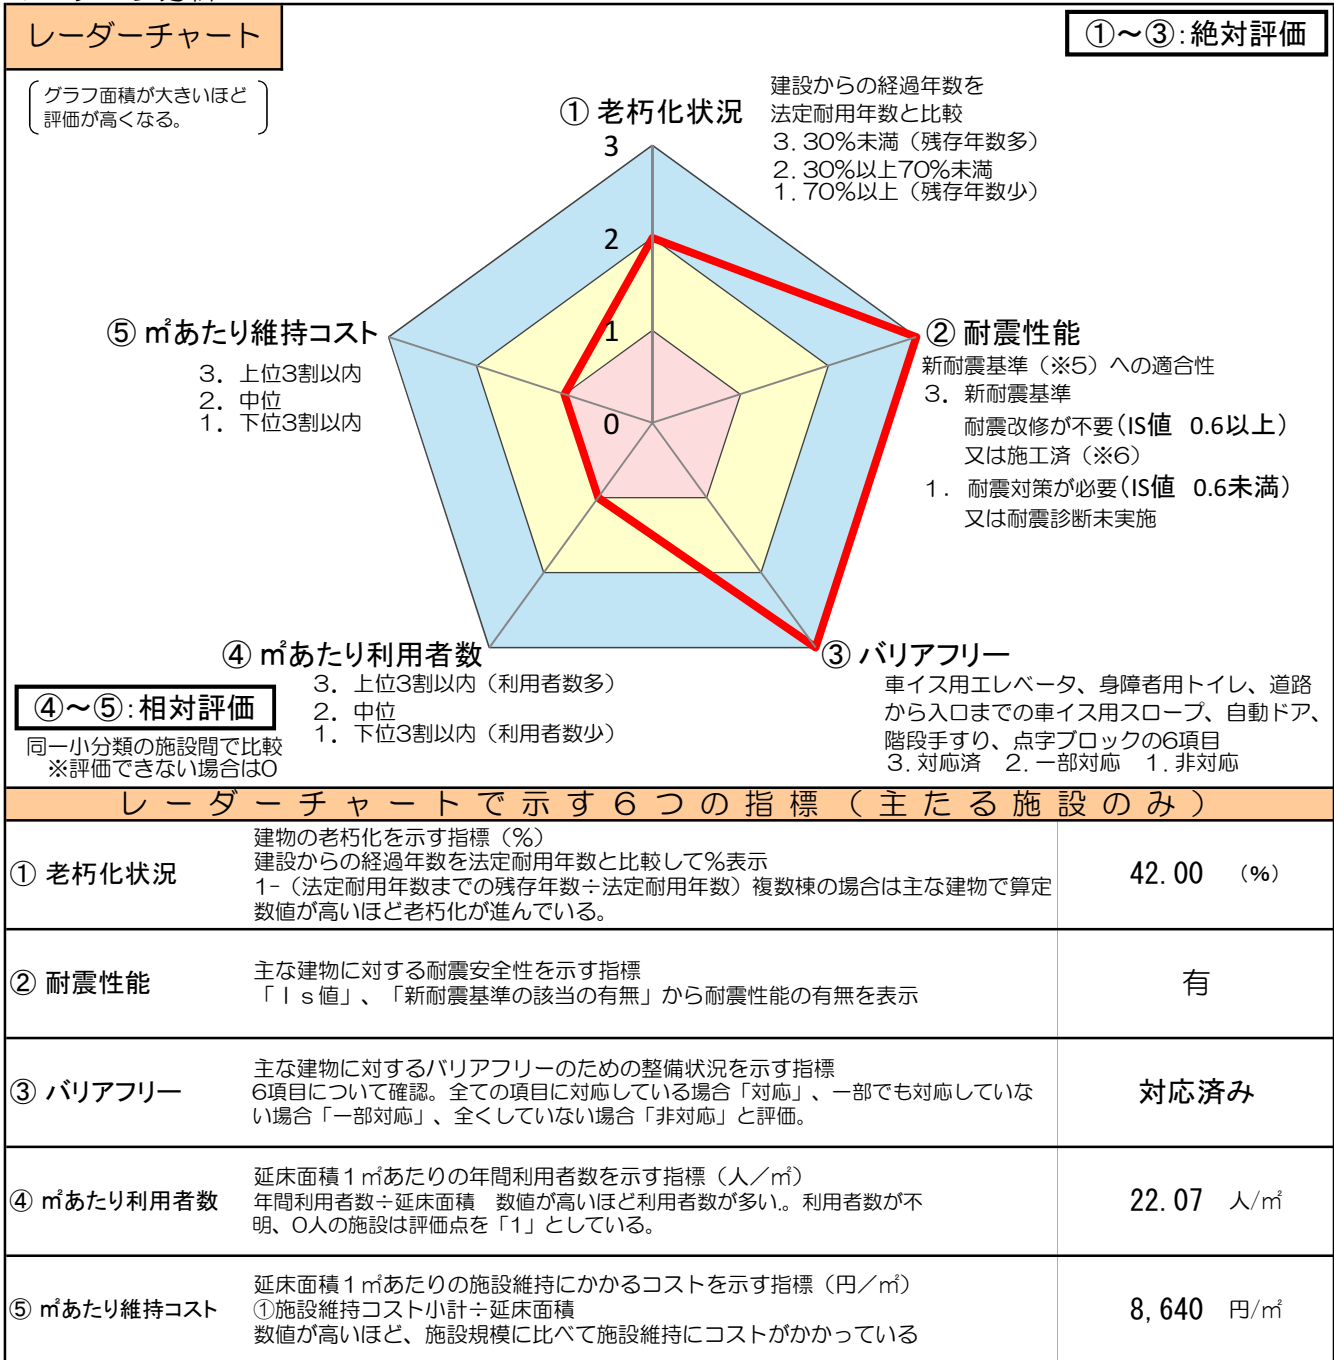 レーダーチャート
①～③:絶対評価
グラフ面積が大きいほど
評価が高くなる。
① 老朽化状況
建設からの経過年数を
法定耐用年数と比較
3. 30%未満（残存年数多）
2. 30%以上70%未満
1. 70%以上（残存年数少）
3
2
1
0
② 耐震性能
新耐震基準（※5）への適合性
3. 新耐震基準
耐震改修が不要(IS値 0.6以上)
又は施工済（※6）
1. 耐震対策が必要(IS値 0.6未満)
又は耐震診断未実施
⑤ ㎡あたり維持コスト
3. 上位3割以内
2. 中位
1. 下位3割以内
④ ㎡あたり利用者数
3. 上位3割以内（利用者数多）
2. 中位
1. 下位3割以内（利用者数少）
③ バリアフリー
車イス用エレベータ、身障者用トイレ、道路
から入口までの車イス用スロープ、自動ドア、
階段手すり、点字ブロックの6項目
3. 対応済 2. 一部対応 1. 非対応
④～⑤:相対評価
同一小分類の施設間で比較
※評価できない場合は0
レーダーチャートで示す6つの指標（主たる施設のみ）
① 老朽化状況
建物の老朽化を示す指標（%）
建設からの経過年数を法定耐用年数と比較して%表示
1-（法定耐用年数までの残存年数÷法定耐用年数）複数棟の場合は主な建物で算定
数値が高いほど老朽化が進んでいる。
42.00 (%)
② 耐震性能
主な建物に対する耐震安全性を示す指標
「Ｉｓ値」、「新耐震基準の該当の有無」から耐震性能の有無を表示
有
③ バリアフリー
主な建物に対するバリアフリーのための整備状況を示す指標
6項目について確認。全ての項目に対応している場合「対応」、一部でも対応していな
い場合「一部対応」、全くしていない場合「非対応」と評価。
対応済み
④ ㎡あたり利用者数
延床面積１㎡あたりの年間利用者数を示す指標（人／㎡）
年間利用者数÷延床面積 数値が高いほど利用者数が多い。利用者数が不
明、0人の施設は評価点を「1」としている。
22.07 人/㎡
⑤ ㎡あたり維持コスト
延床面積１㎡あたりの施設維持にかかるコストを示す指標（円／㎡）
①施設維持コスト小計÷延床面積
数値が高いほど、施設規模に比べて施設維持にコストがかかっている
8,640 円/㎡